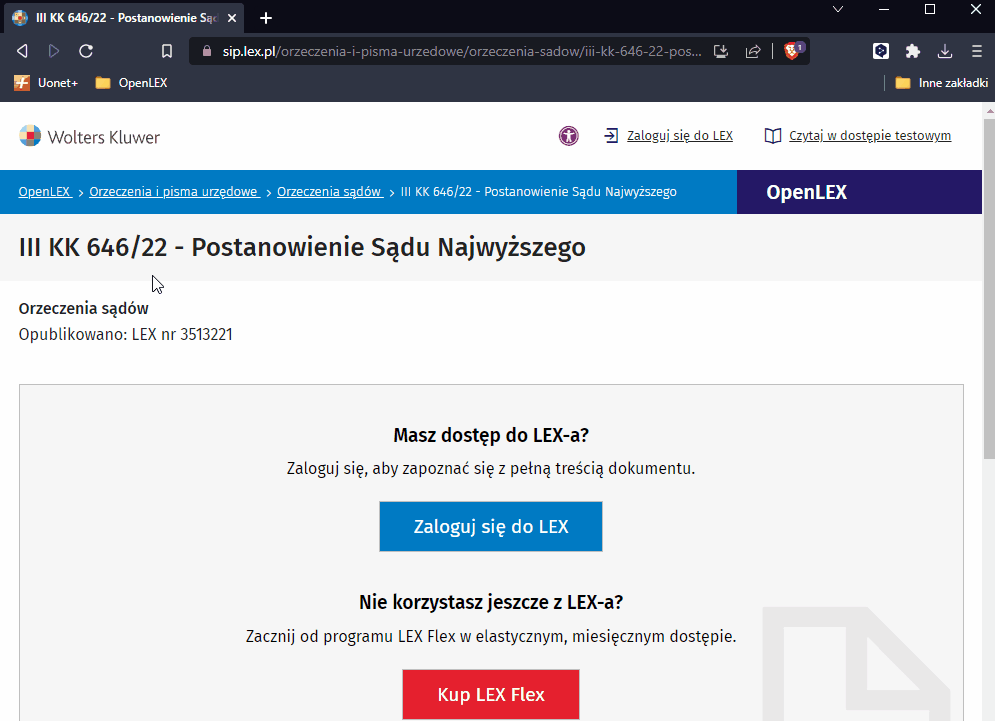 III KK 646/22 - Postanowienie Są
sip.lex.pl/orzeczenia-i-pisma-urzedowe/orzeczenia-sadow/iii-kk-646-22-pos...
1
Uonet+
OpenLEX
Inne zakładki
Wolters Kluwer
Zaloguj się do LEX
Czytaj w dostępie testowym
OpenLEX > Orzeczenia i pisma urzędowe > Orzeczenia sądów > III KK 646/22 - Postanowienie Sądu Najwyższego
OpenLEX
III KK 646/22 - Postanowienie Sądu Najwyższego
Orzeczenia sądów
Opublikowano: LEX nr 3513221
Masz dostęp do LEX-a?
Zaloguj się, aby zapoznać się z pełną treścią dokumentu.
Zaloguj się do LEX
Nie korzystasz jeszcze z LEX-a?
Zacznij od programu LEX Flex w elastycznym, miesięcznym dostępie.
Kup LEX Flex